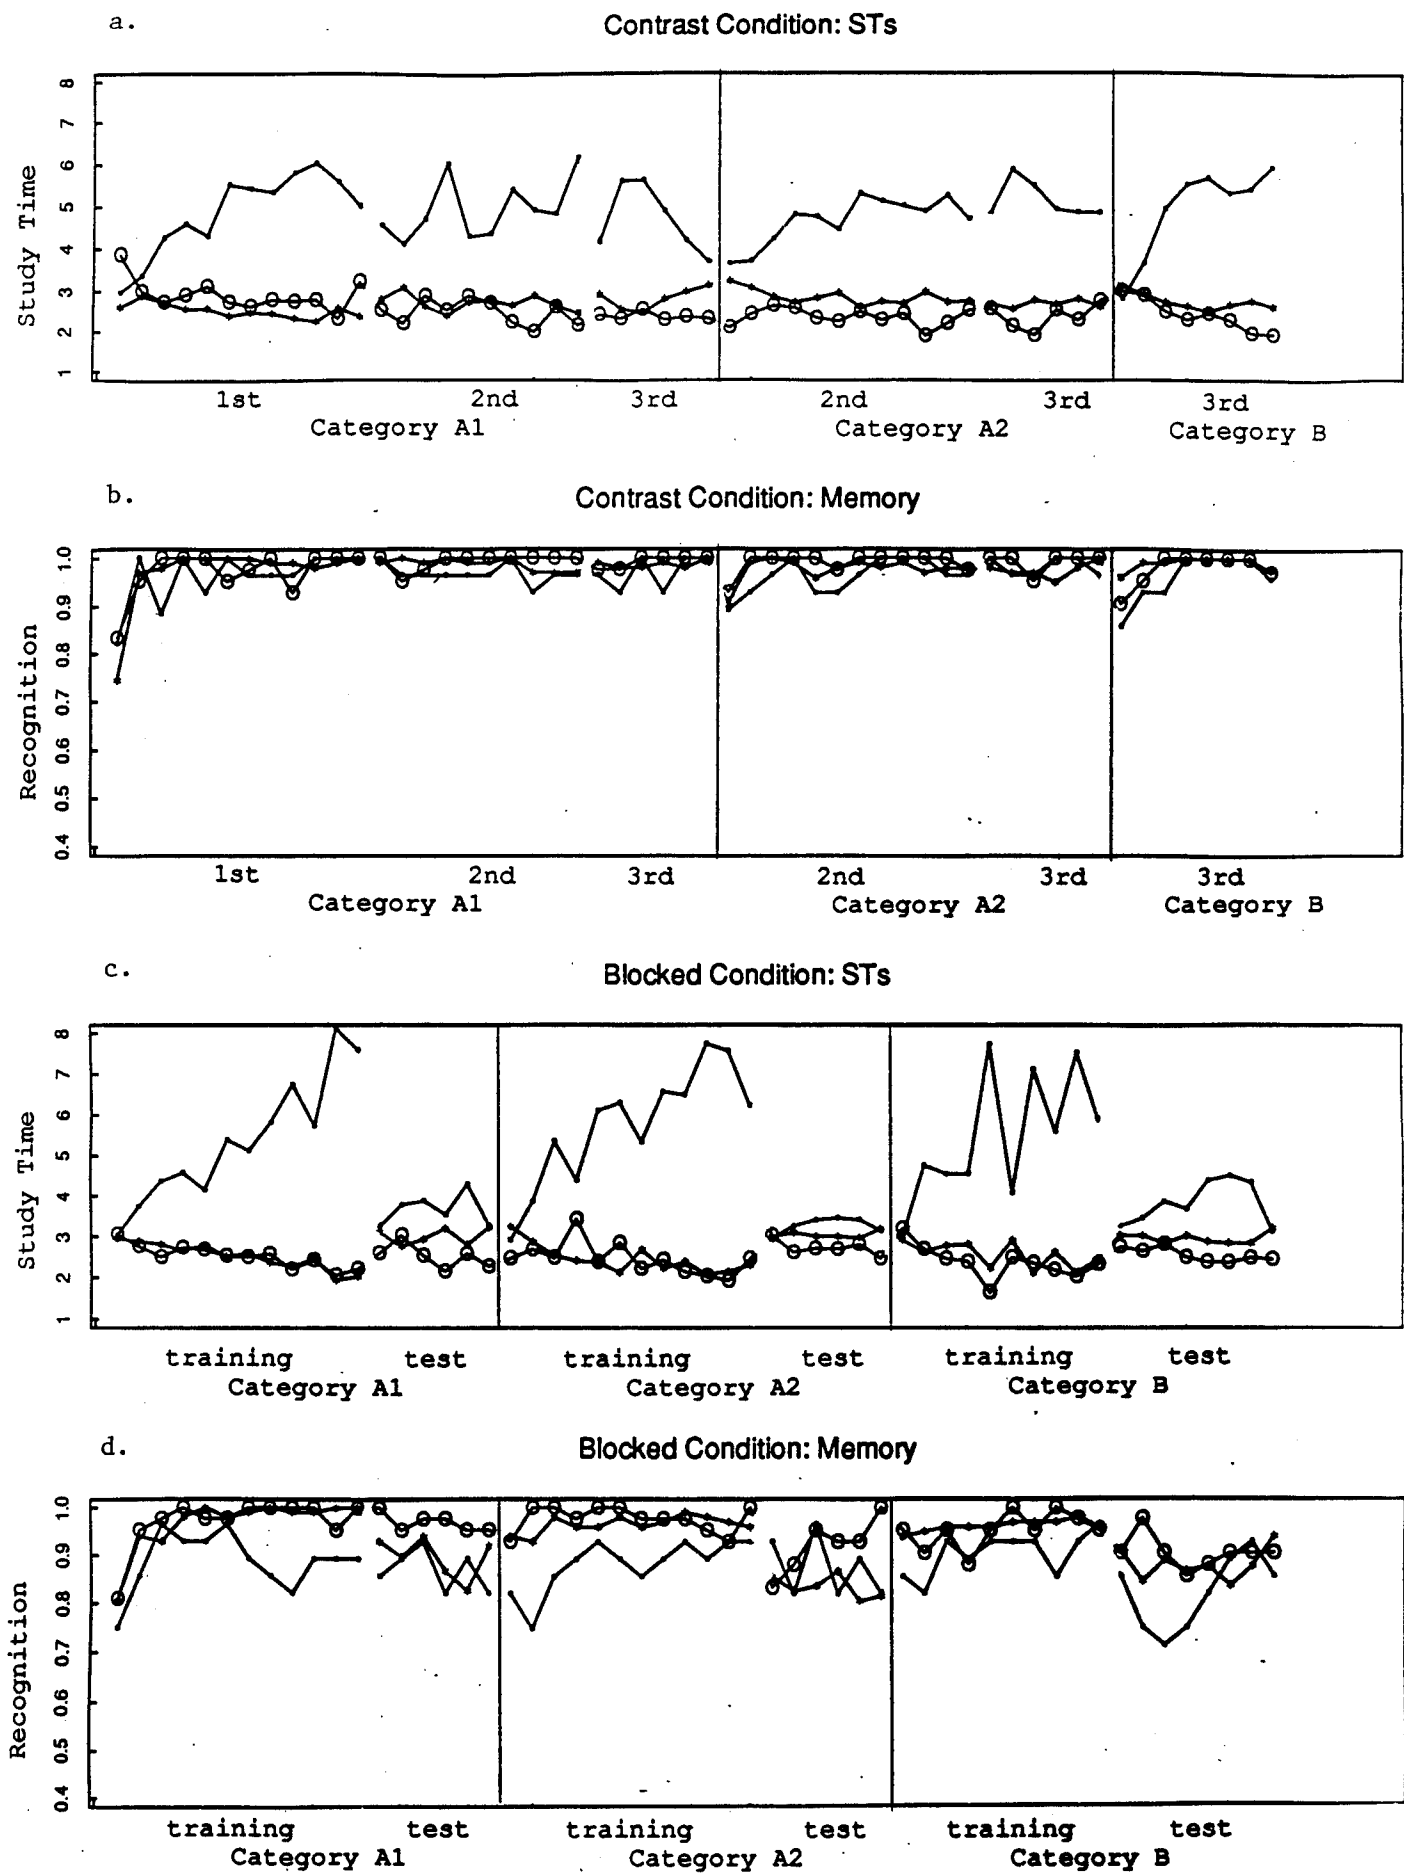 a.
Contrast Condition: STs
8
7
6
5
4
3
2
1
Study Time
1st 2nd 3rd 2nd 3rd 3rd
Category A1 Category A2 Category B
b.
Contrast Condition: Memory
1.0
0.9
0.8
0.7
0.6
0.5
0.4
Recognition
1st 2nd 3rd 2nd 3rd 3rd
Category A1 Category A2 Category B
c.
Blocked Condition: STs
8
7
6
5
4
3
2
1
Study Time
training test training test training test
Category A1 Category A2 Category B
d.
Blocked Condition: Memory
1.0
0.9
0.8
0.7
0.6
0.5
0.4
Recognition
training test training test training test
Category A1 Category A2 Category B